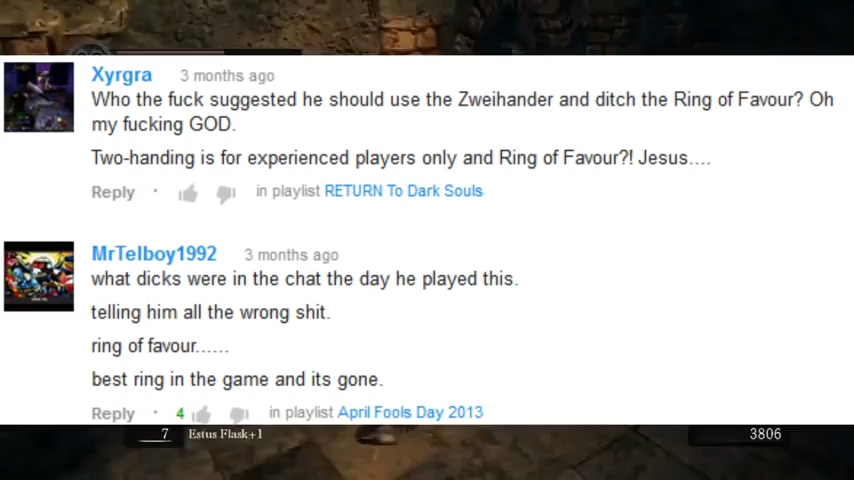 Xyrgra 3 months ago
Who the fuck suggested he should use the Zweihander and ditch the Ring of Favour? Oh
my fucking GOD.
Two-handing is for experienced players only and Ring of Favour?! Jesus....
Reply · in playlist RETURN To Dark Souls
MrTelboy1992 3 months ago
what dicks were in the chat the day he played this.
telling him all the wrong shit.
ring of favour......
best ring in the game and its gone.
Reply · 4 in playlist April Fools Day 2013
7 Estus Flask+1 3806